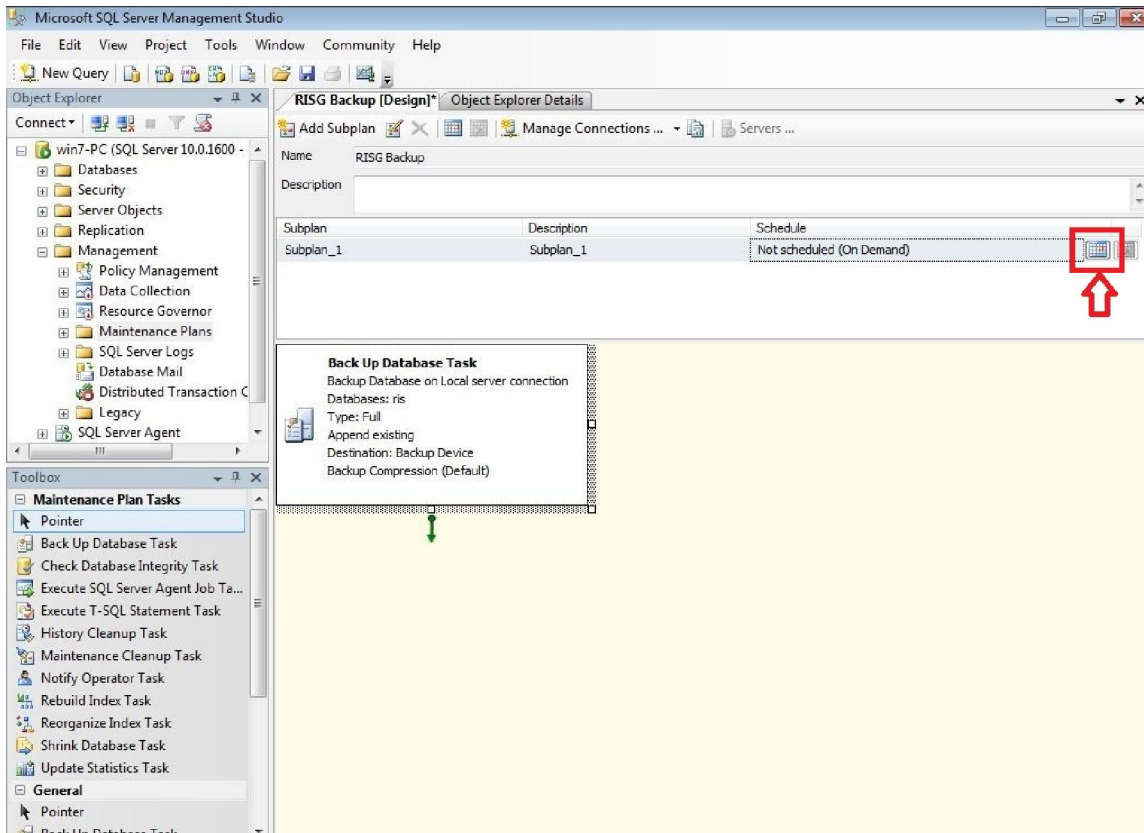 Microsoft SQL Server Management Studio
File Edit View Project Tools Window Community Help
New Query
Object Explorer
Connect
win7-PC (SQL Server 10.0.1600 -
Databases
Security
Server Objects
Replication
Management
Policy Management
Data Collection
Resource Governor
Maintenance Plans
SQL Server Logs
Database Mail
Distributed Transaction C
Legacy
SQL Server Agent
Toolbox
Maintenance Plan Tasks
Pointer
Back Up Database Task
Check Database Integrity Task
Execute SQL Server Agent Job Ta...
Execute T-SQL Statement Task
History Cleanup Task
Maintenance Cleanup Task
Notify Operator Task
Rebuild Index Task
Reorganize Index Task
Shrink Database Task
Update Statistics Task
General
Pointer
Back Up Database Task
RISG Backup [Design]* Object Explorer Details
Add Subplan Manage Connections ... Servers ...
Name RISG Backup
Description
Subplan Description Schedule
Subplan_1 Subplan_1 Not scheduled (On Demand)
Back Up Database Task
Backup Database on Local server connection
Databases: ris
Type: Full
Append existing
Destination: Backup Device
Backup Compression (Default)